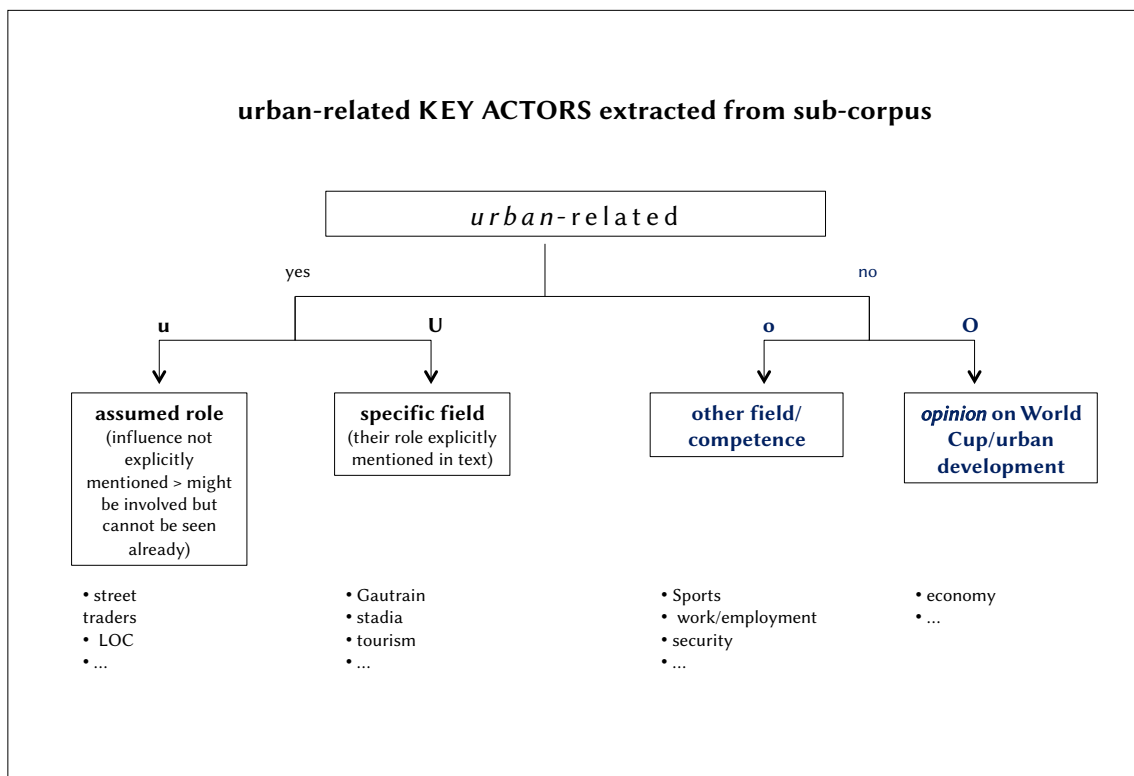 urban-related KEY ACTORS extracted from sub-corpus
urban-related
yes
no
u
U
o
O
assumed role
(influence not
explicitly
mentioned > might
be involved but
cannot be seen
already)
specific field
(their role explicitly
mentioned in text)
other field/
competence
opinion on World
Cup/urban
development
• street
traders
• LOC
• ...
• Gautrain
• stadia
• tourism
• ...
• Sports
• work/employment
• security
• ...
• economy
• ...